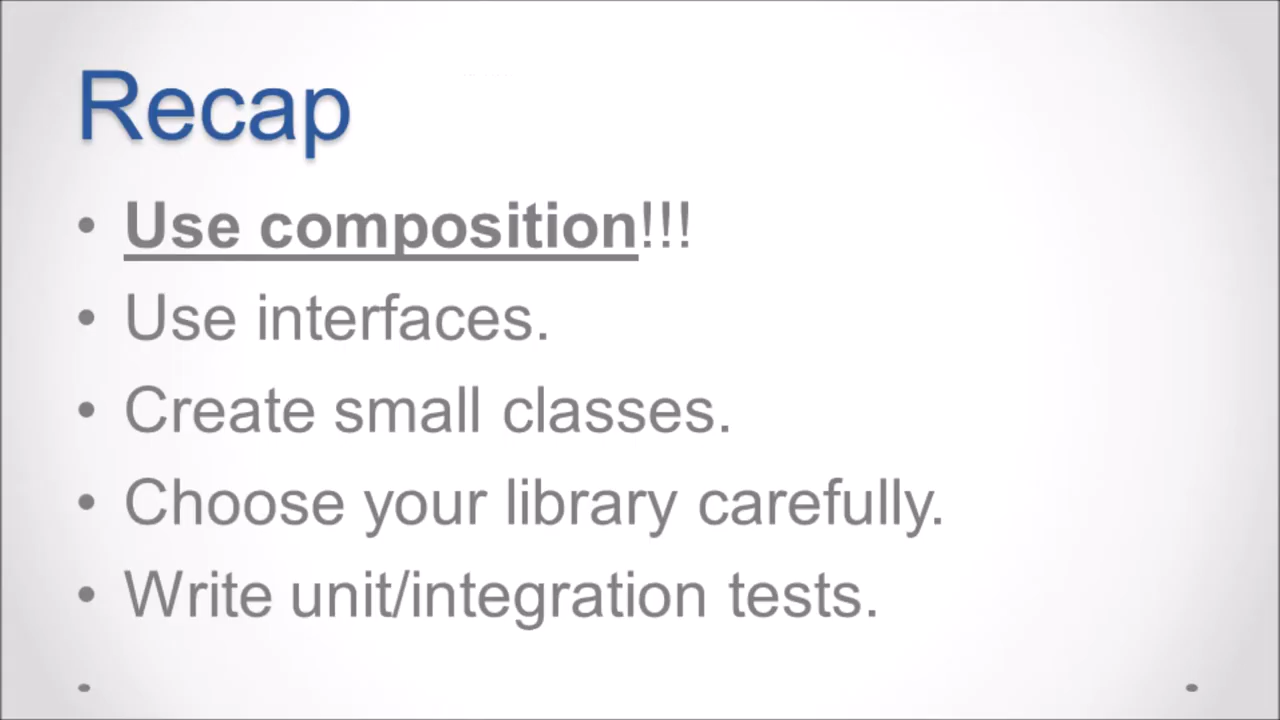 Recap
• Use composition!!!
• Use interfaces.
• Create small classes.
• Choose your library carefully.
• Write unit/integration tests.